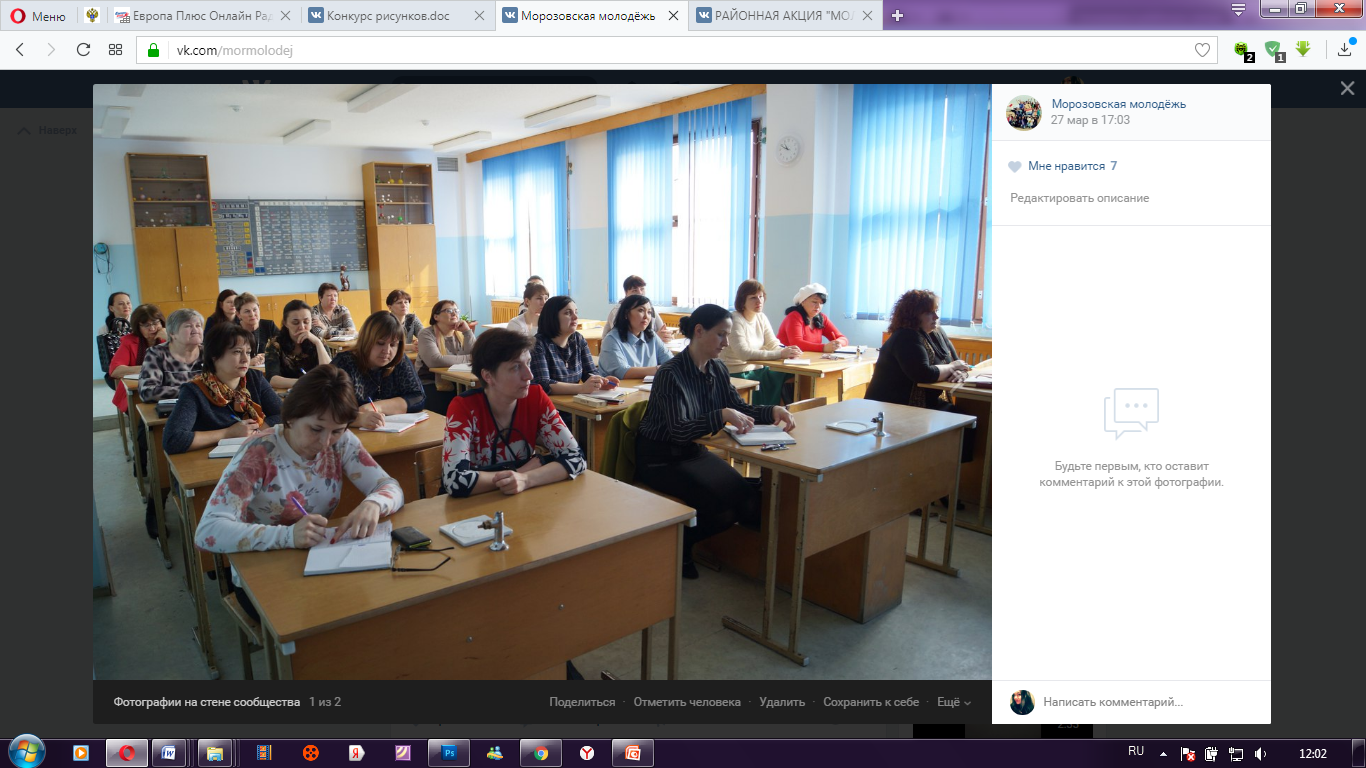 Меню
Европа Плюс Онлайн Рад
Конкурс рисунков.doc
Морозовская молодёжь
РАЙОННАЯ АКЦИЯ "МОЛ
vk.com/mormolodej
2
1
Наверх
Морозовская молодёжь
27 мар в 17:03
Мне нравится 7
Редактировать описание
Будьте первым, кто оставит
комментарий к этой фотографии.
Фотографии на стене сообщества 1 из 2
Поделиться · Отметить человека · Удалить · Сохранить к себе · Ещё
Написать комментарий...
RU
12:02